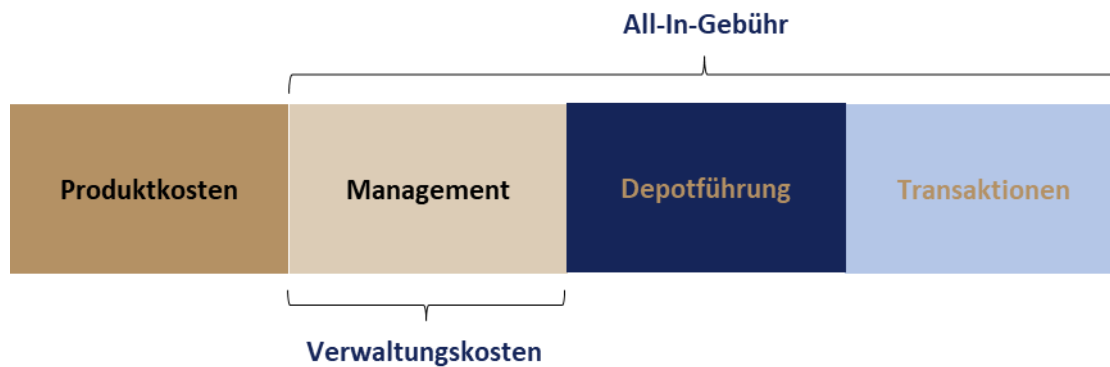 All-In-Gebühr
Produktkosten
Management
Depotführung
Transaktionen
Verwaltungskosten